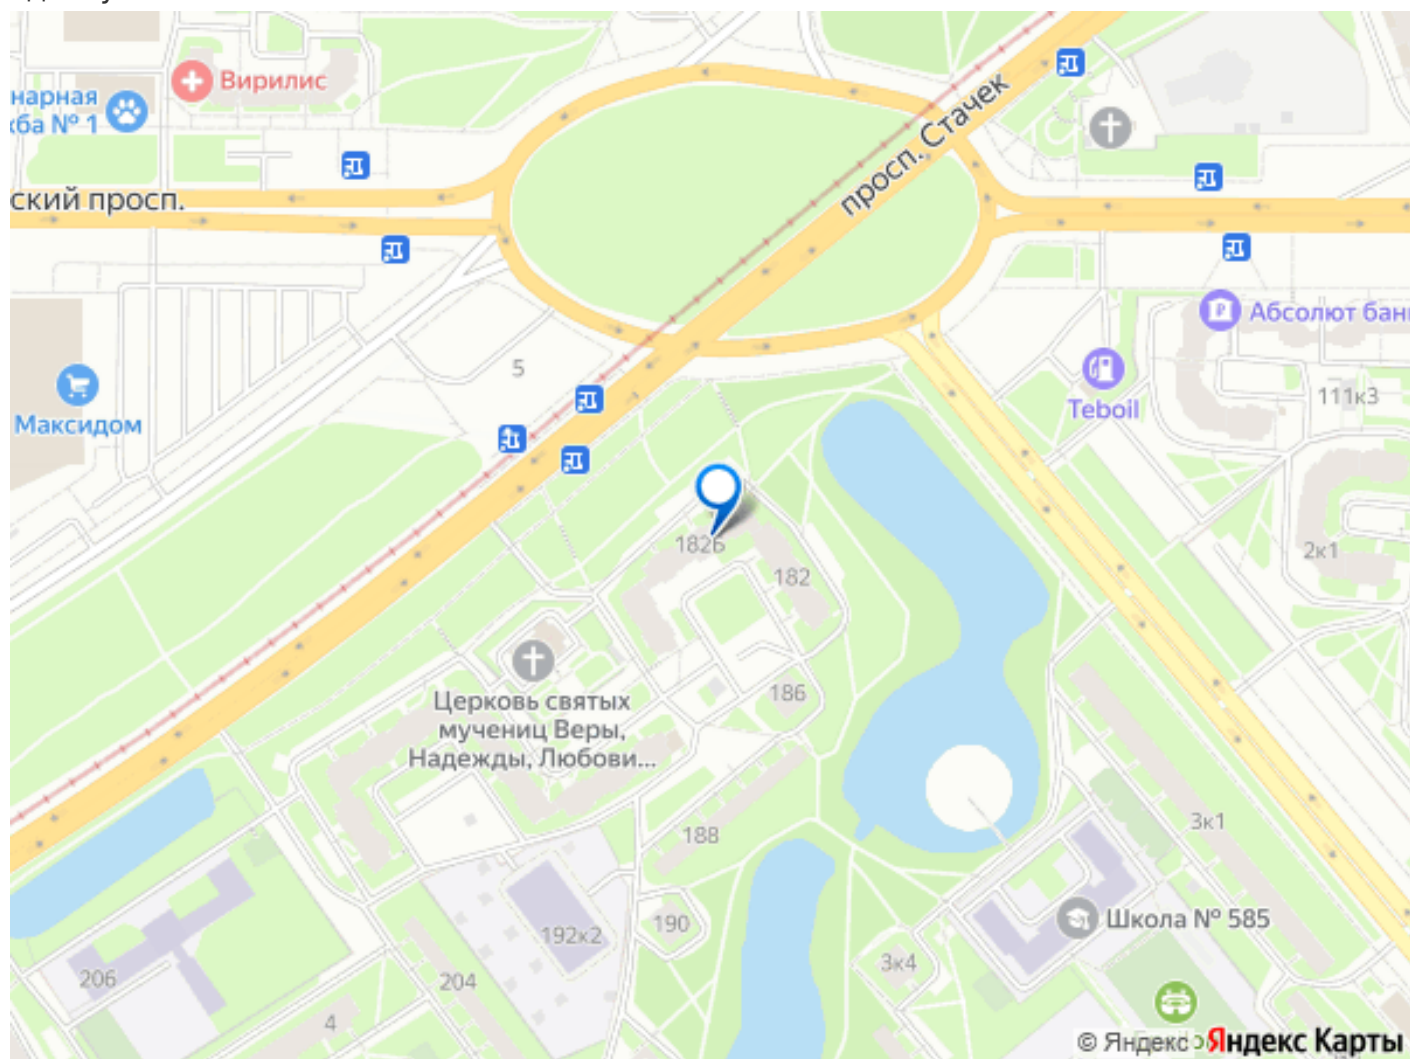 Вирилис
нарная
ба № 1
просп. Стачек
ский просп.
Абсолют бан
5
Teboil
111к3
Максидом
182Б
2к1
182
Церковь святых
мучениц Веры,
Надежды, Любови...
186
188
3к1
190
Школа № 585
192к2
206
204
3к4
4
© Яндекс
Яндекс Карты